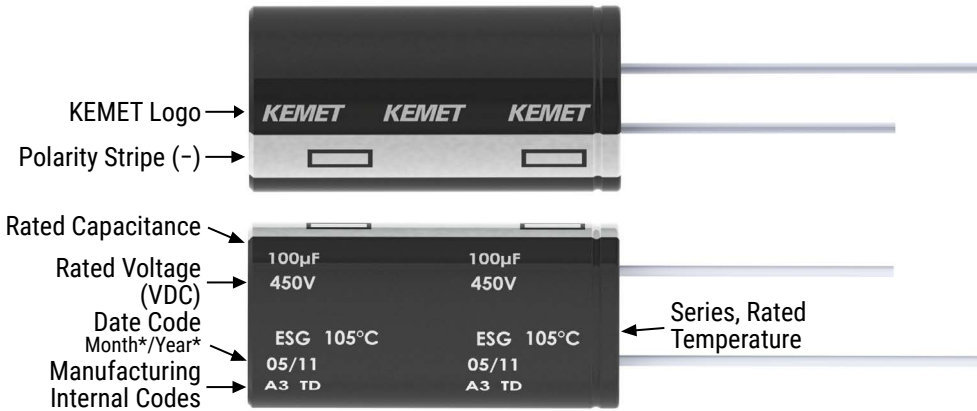 KEMET Logo
KEMET KEMET KEMET
Polarity Stripe (−)
Rated Capacitance
100µF 100µF
Rated Voltage
(VDC)
450V 450V
Date Code
Month*/Year*
ESG 105°C ESG 105°C
05/11 05/11
Manufacturing
Internal Codes
A3 TD A3 TD
Series, Rated
Temperature